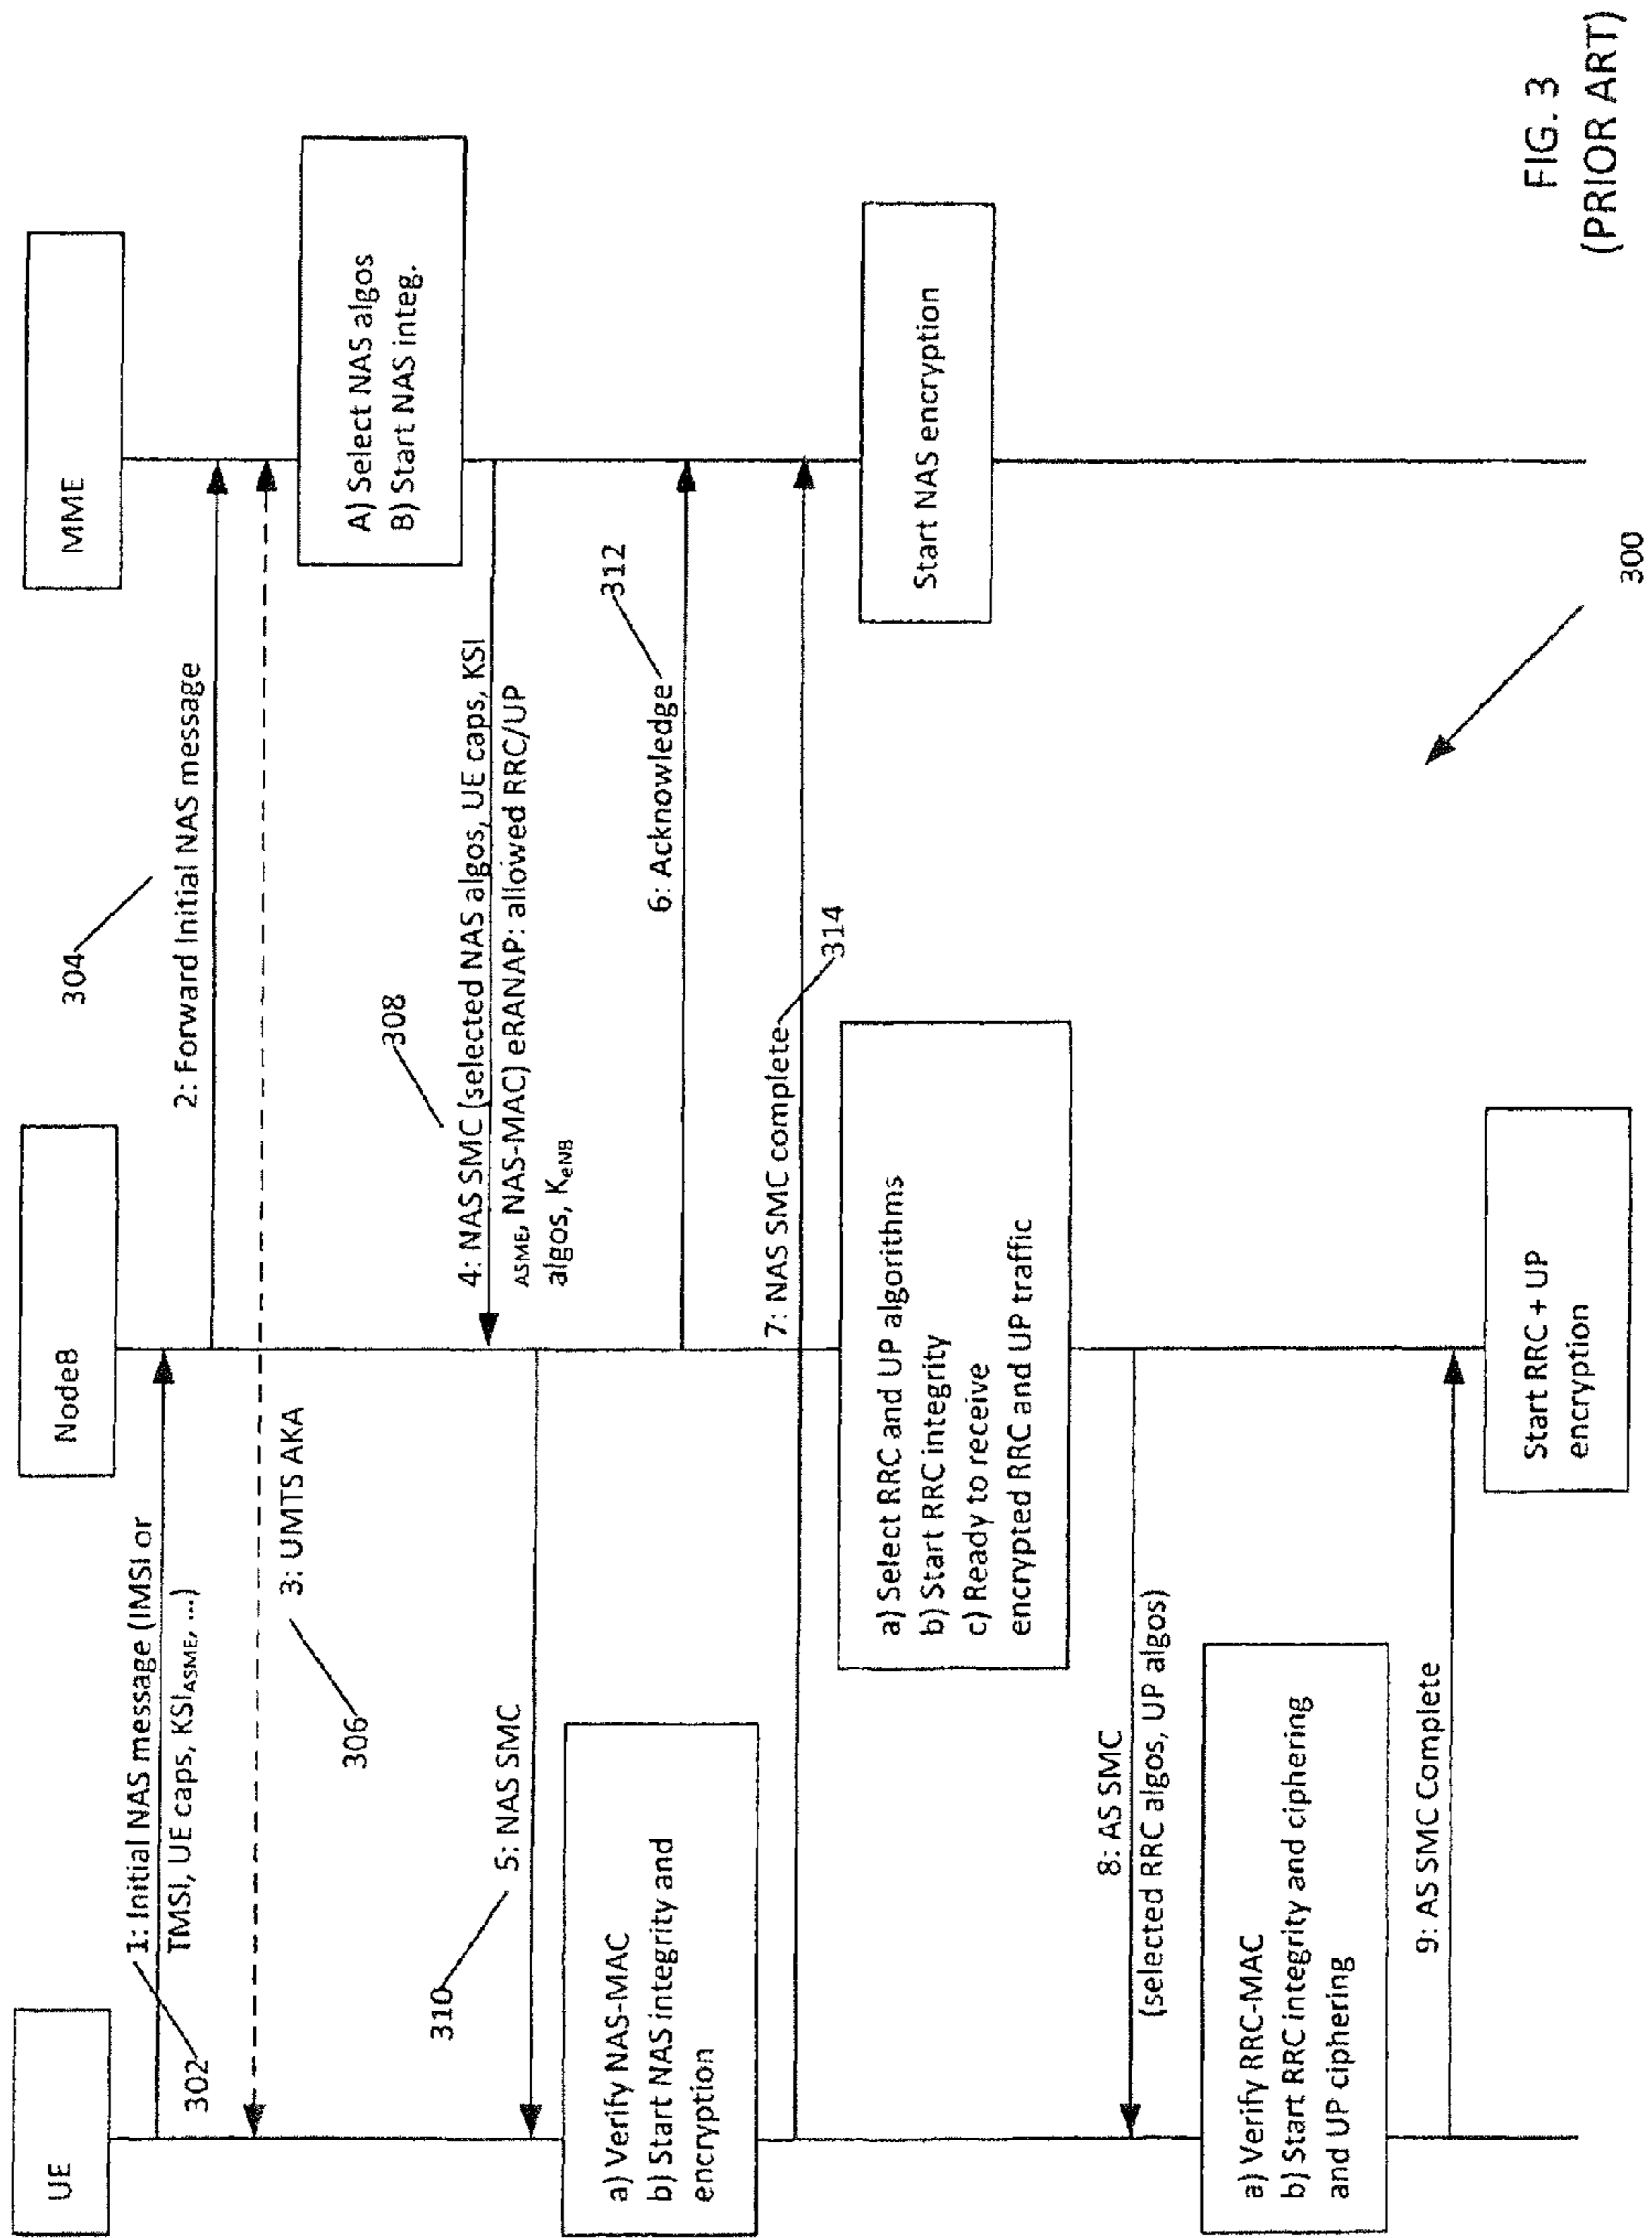 UE
NodeB
MME
1: Initial NAS message (IMSI or
TMSI, UE caps, KSIASME, ...)
302
2: Forward Initial NAS message
304
3: UMTS AKA
306
A) Select NAS algos
B) Start NAS integ.
308
4: NAS SMC (selected NAS algos, UE caps, KSI
ASME, NAS-MAC) eRANAP: allowed RRC/UP
algos, KeNB
310
5: NAS SMC
a) Verify NAS-MAC
b) Start NAS integrity and
encryption
6: Acknowledge
312
7: NAS SMC complete
314
a) Select RRC and UP algorithms
b) Start RRC integrity
c) Ready to receive
encrypted RRC and UP traffic
Start NAS encryption
8: AS SMC
(selected RRC algos, UP algos)
a) Verify RRC-MAC
b) Start RRC integrity and ciphering
and UP ciphering
9: AS SMC Complete
Start RRC + UP
encryption
300
FIG. 3
(PRIOR ART)